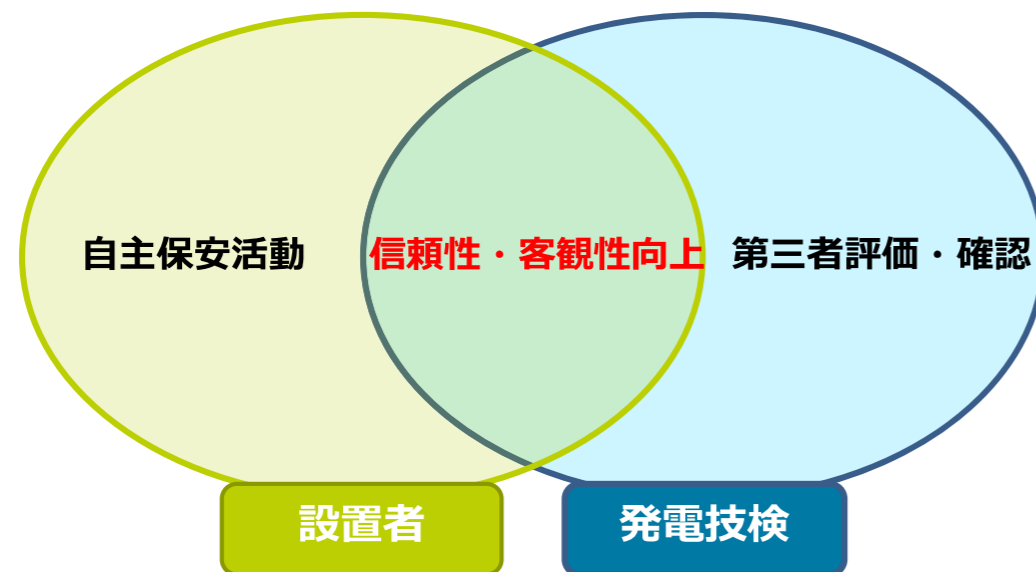 自主保安活動
信頼性・客観性向上
第三者評価・確認
設置者
発電技検